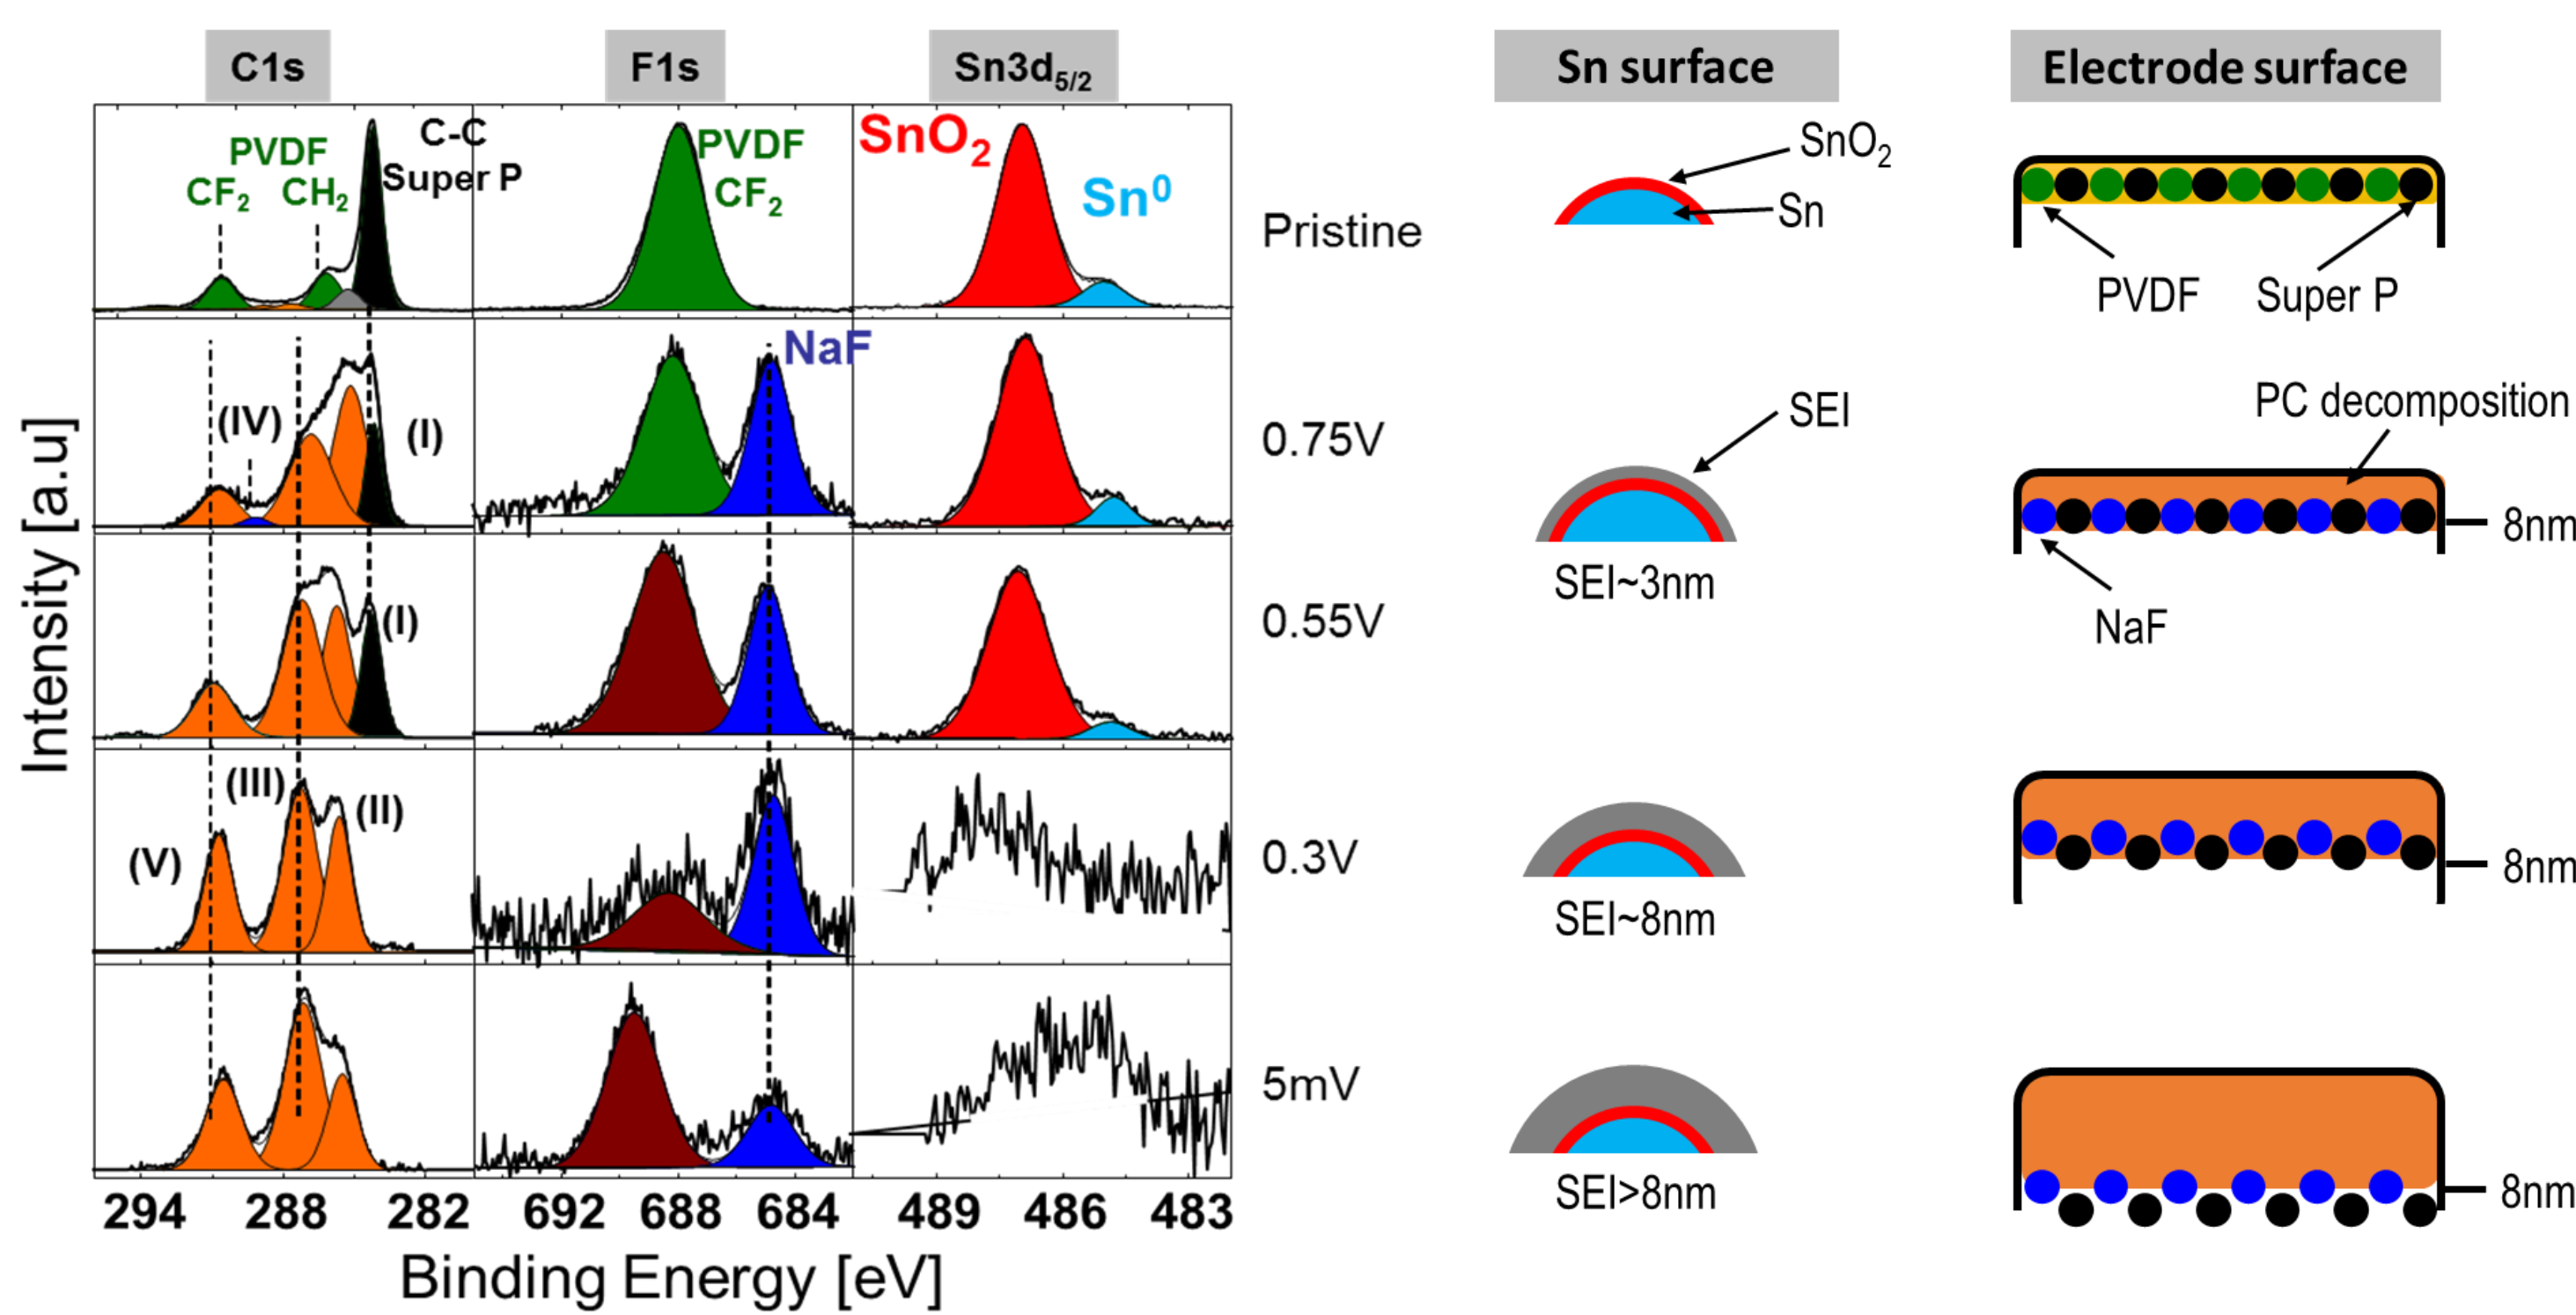 C1s
F1s
Sn3d5/2
Sn surface
Electrode surface
PVDF
CF2
CH2
C-C
Super P
PVDF
CF2
SnO2
Sn0
Pristine
SnO2
Sn
PVDF
Super P
(IV)
(I)
NaF
0.75V
SEI
SEI~3nm
PC decomposition
8nm
NaF
(I)
0.55V
(V)
(III)
(II)
0.3V
SEI~8nm
8nm
5mV
SEI>8nm
8nm
294
288
282
692
688
684
489
486
483
Intensity [a.u]
Binding Energy [eV]